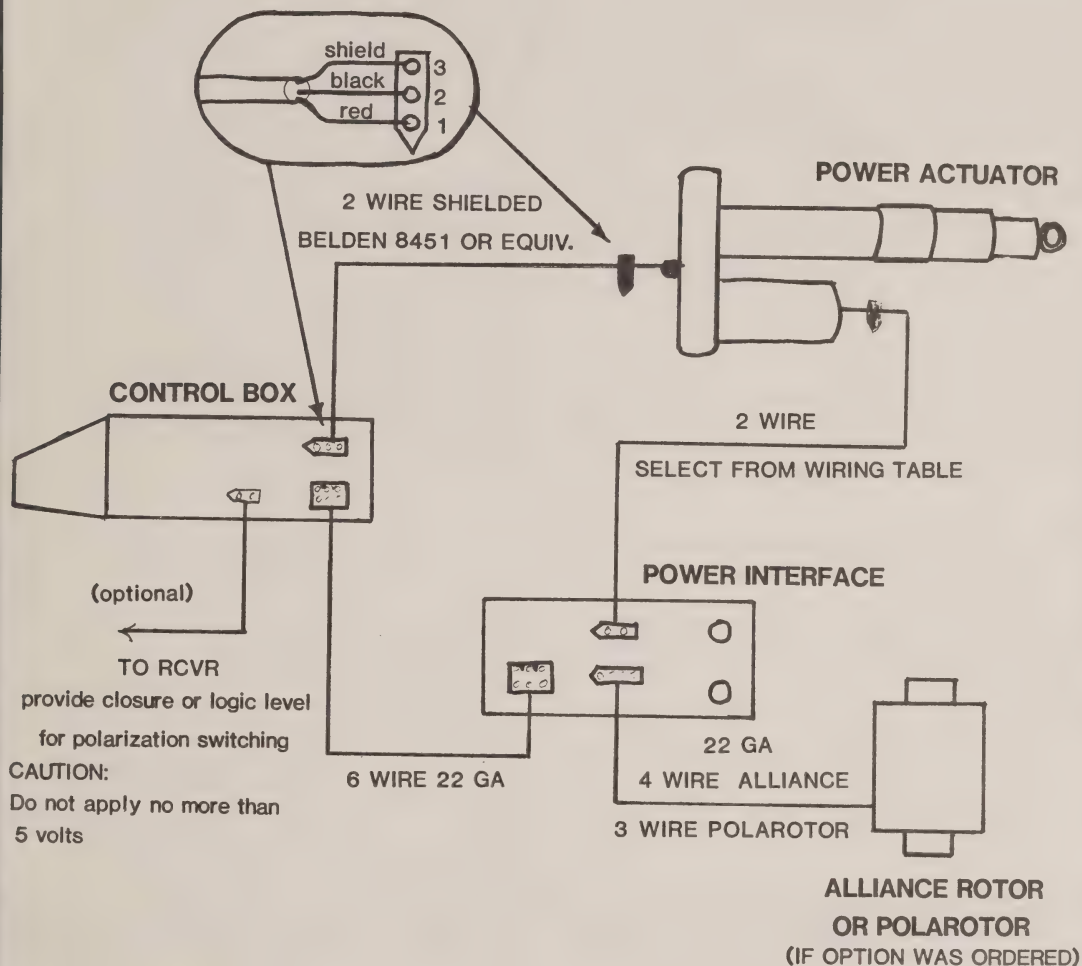 shield
3
black
2
red
1
2 WIRE SHIELDED
BELDEN 8451 OR EQUIV.
POWER ACTUATOR
CONTROL BOX
2 WIRE
SELECT FROM WIRING TABLE
(optional)
TO RCVR
provide closure or logic level
for polarization switching
CAUTION:
Do not apply no more than
5 volts
POWER INTERFACE
6 WIRE 22 GA
22 GA
4 WIRE ALLIANCE
3 WIRE POLAROTOR
ALLIANCE ROTOR
OR POLAROTOR
(IF OPTION WAS ORDERED)